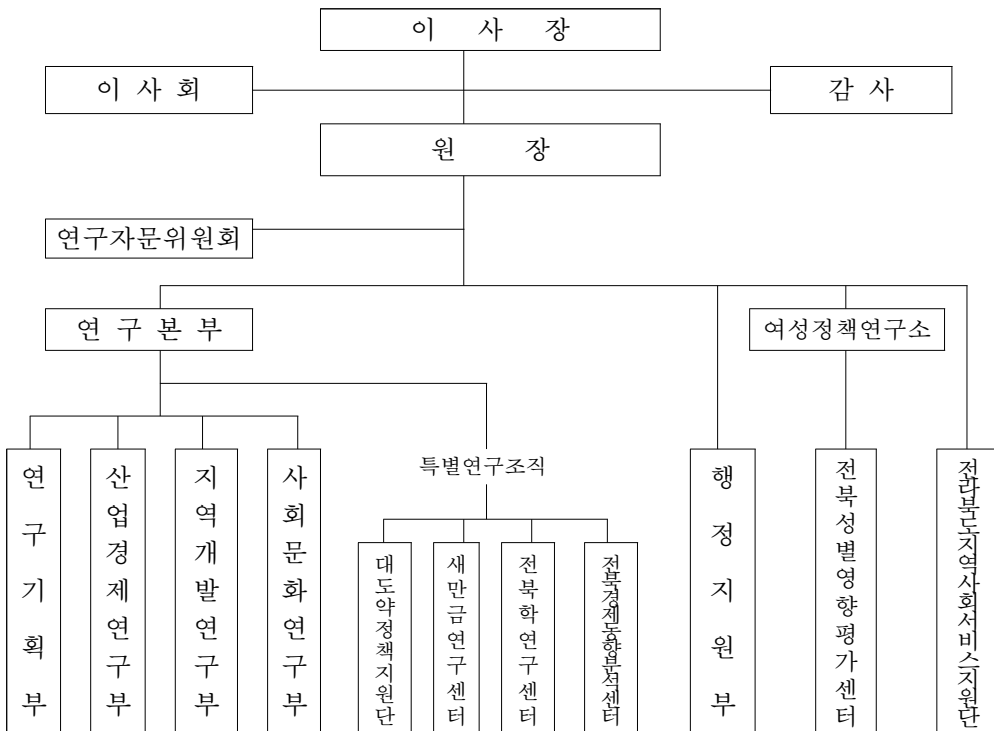 이 사 장
이 사 회
감 사
원 장
연구자문위원회
연 구 본 부
여성정책연구소
연구기획부
산업경제연구부
지역개발연구부
사회문화연구부
특별연구조직
대도약정책지원단
새만금연구센터
전북학연구센터
전북경제동향분석센터
행정지원부
전북성별영향평가센터
전라북도지역사회서비스지원단